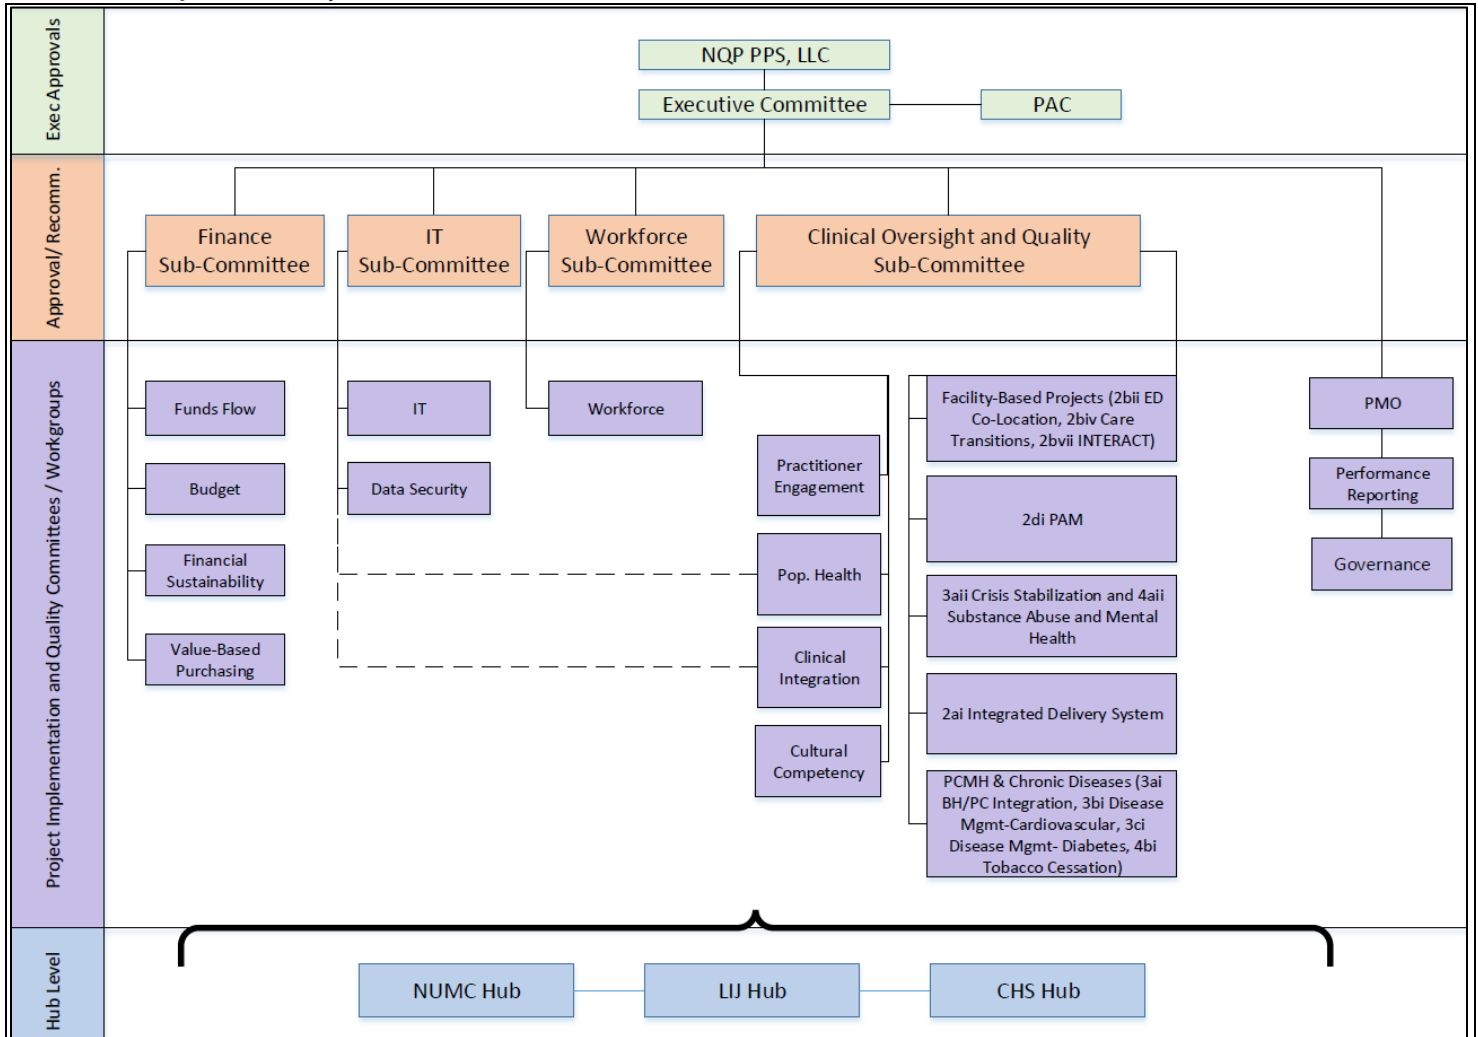 Exec Approvals
NQP PPS, LLC
Executive Committee
PAC
Approval/ Recomm.
Finance
Sub-Committee
IT
Sub-Committee
Workforce
Sub-Committee
Clinical Oversight and Quality
Sub-Committee
Project Implementation and Quality Committees / Workgroups
Funds Flow
Budget
Financial
Sustainability
Value-Based
Purchasing
IT
Data Security
Workforce
Practitioner
Engagement
Pop. Health
Clinical
Integration
Cultural
Competency
Facility-Based Projects (2bii ED
Co-Location, 2biv Care
Transitions, 2bvii INTERACT)
2di PAM
3aii Crisis Stabilization and 4aii
Substance Abuse and Mental
Health
2ai Integrated Delivery System
PCMH & Chronic Diseases (3ai
BH/PC Integration, 3bi Disease
Mgmt-Cardiovascular, 3ci
Disease Mgmt- Diabetes, 4bi
Tobacco Cessation)
PMO
Performance
Reporting
Governance
Hub Level
NUMC Hub
LIJ Hub
CHS Hub